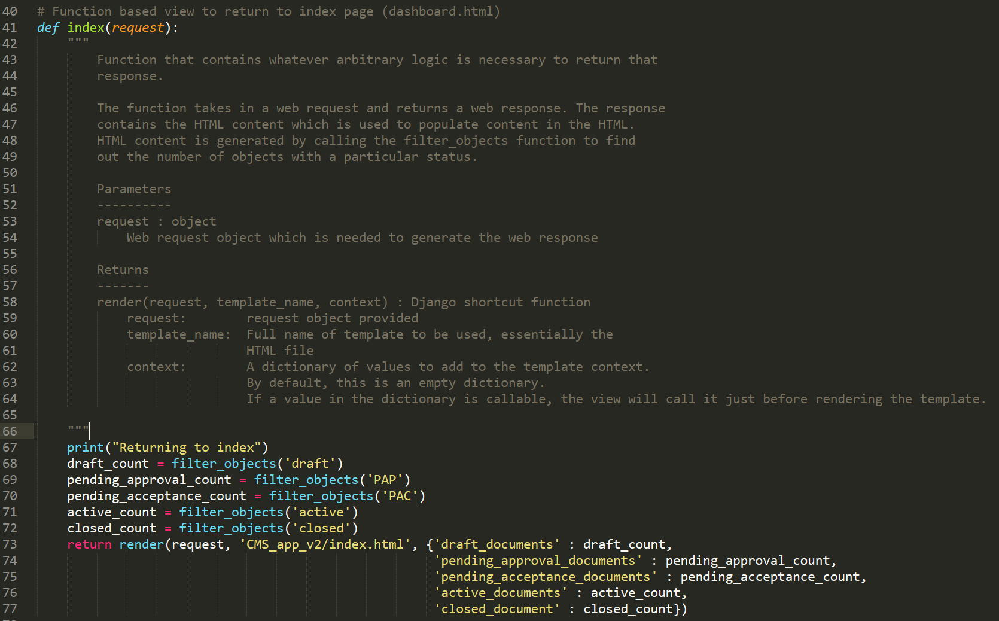 40 # Function based view to return to index page (dashboard.html)
41 def index(request):
42 """
43 Function that contains whatever arbitrary logic is necessary to return that
44 response.
45
46 The function takes in a web request and returns a web response. The response
47 contains the HTML content which is used to populate content in the HTML.
48 HTML content is generated by calling the filter_objects function to find
49 out the number of objects with a particular status.
50
51 Parameters
52 ----------
53 request : object
54 Web request object which is needed to generate the web response
55
56 Returns
57 -------
58 render(request, template_name, context) : Django shortcut function
59 request: request object provided
60 template_name: Full name of template to be used, essentially the
61 HTML file
62 context: A dictionary of values to add to the template context.
63 By default, this is an empty dictionary.
64 If a value in the dictionary is callable, the view will call it just before rendering the template.
65
66 """
67 print("Returning to index")
68 draft_count = filter_objects('draft')
69 pending_approval_count = filter_objects('PAP')
70 pending_acceptance_count = filter_objects('PAC')
71 active_count = filter_objects('active')
72 closed_count = filter_objects('closed')
73 return render(request, 'CMS_app_v2/index.html', {'draft_documents' : draft_count,
74 'pending_approval_documents' : pending_approval_count,
75 'pending_acceptance_documents' : pending_acceptance_count,
76 'active_documents' : active_count,
77 'closed_document' : closed_count})